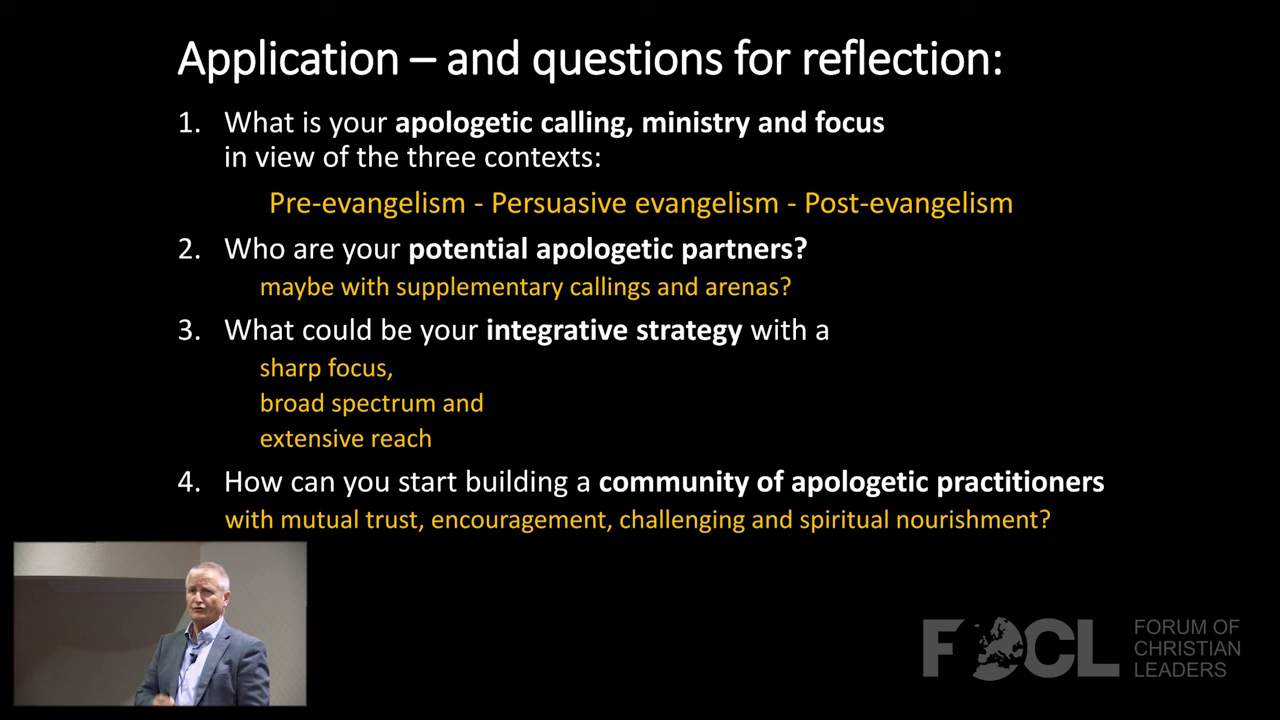 Application – and questions for reflection:
1. What is your apologetic calling, ministry and focus
in view of the three contexts:
Pre-evangelism - Persuasive evangelism - Post-evangelism
2. Who are your potential apologetic partners?
maybe with supplementary callings and arenas?
3. What could be your integrative strategy with a
sharp focus,
broad spectrum and
extensive reach
4. How can you start building a community of apologetic practitioners
with mutual trust, encouragement, challenging and spiritual nourishment?
FOCL
FORUM OF
CHRISTIAN
LEADERS